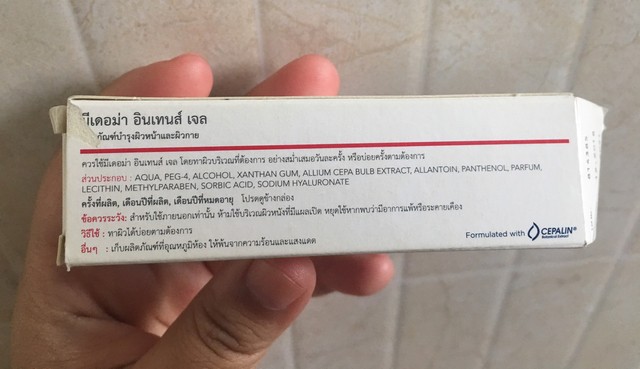 มีเดอม่า อินเทนส์ เจล
ภัณฑ์บำรุงผิวหน้าและผิวกาย
ควรใช้มีเดอม่า อินเทนส์ เจล โดยทาผิวบริเวณที่ต้องการ อย่างสม่ำเสมอวันละครั้ง หรือบ่อยครั้งตามต้องการ
ส่วนประกอบ : AQUA, PEG-4, ALCOHOL, XANTHAN GUM, ALLIUM CEPA BULB EXTRACT, ALLANTOIN, PANTHENOL, PARFUM,
LECITHIN, METHYLPARABEN, SORBIC ACID, SODIUM HYALURONATE
ครั้งที่ผลิต, เดือนปีที่ผลิต, เดือนปีที่หมดอายุ โปรดดูข้างกล่อง
ข้อควรระวัง: สำหรับใช้ภายนอกเท่านั้น ห้ามใช้บริเวณผิวหนังที่มีแผลเปิด หยุดใช้หากพบว่ามีอาการแพ้หรือระคายเคือง
วิธีใช้ : ทาผิวได้บ่อยตามต้องการ
อื่นๆ : เก็บผลิตภัณฑ์ที่อุณหภูมิห้อง ให้พ้นจากความร้อนและแสงแดด
Formulated with CEPALIN®
Botanical Extract